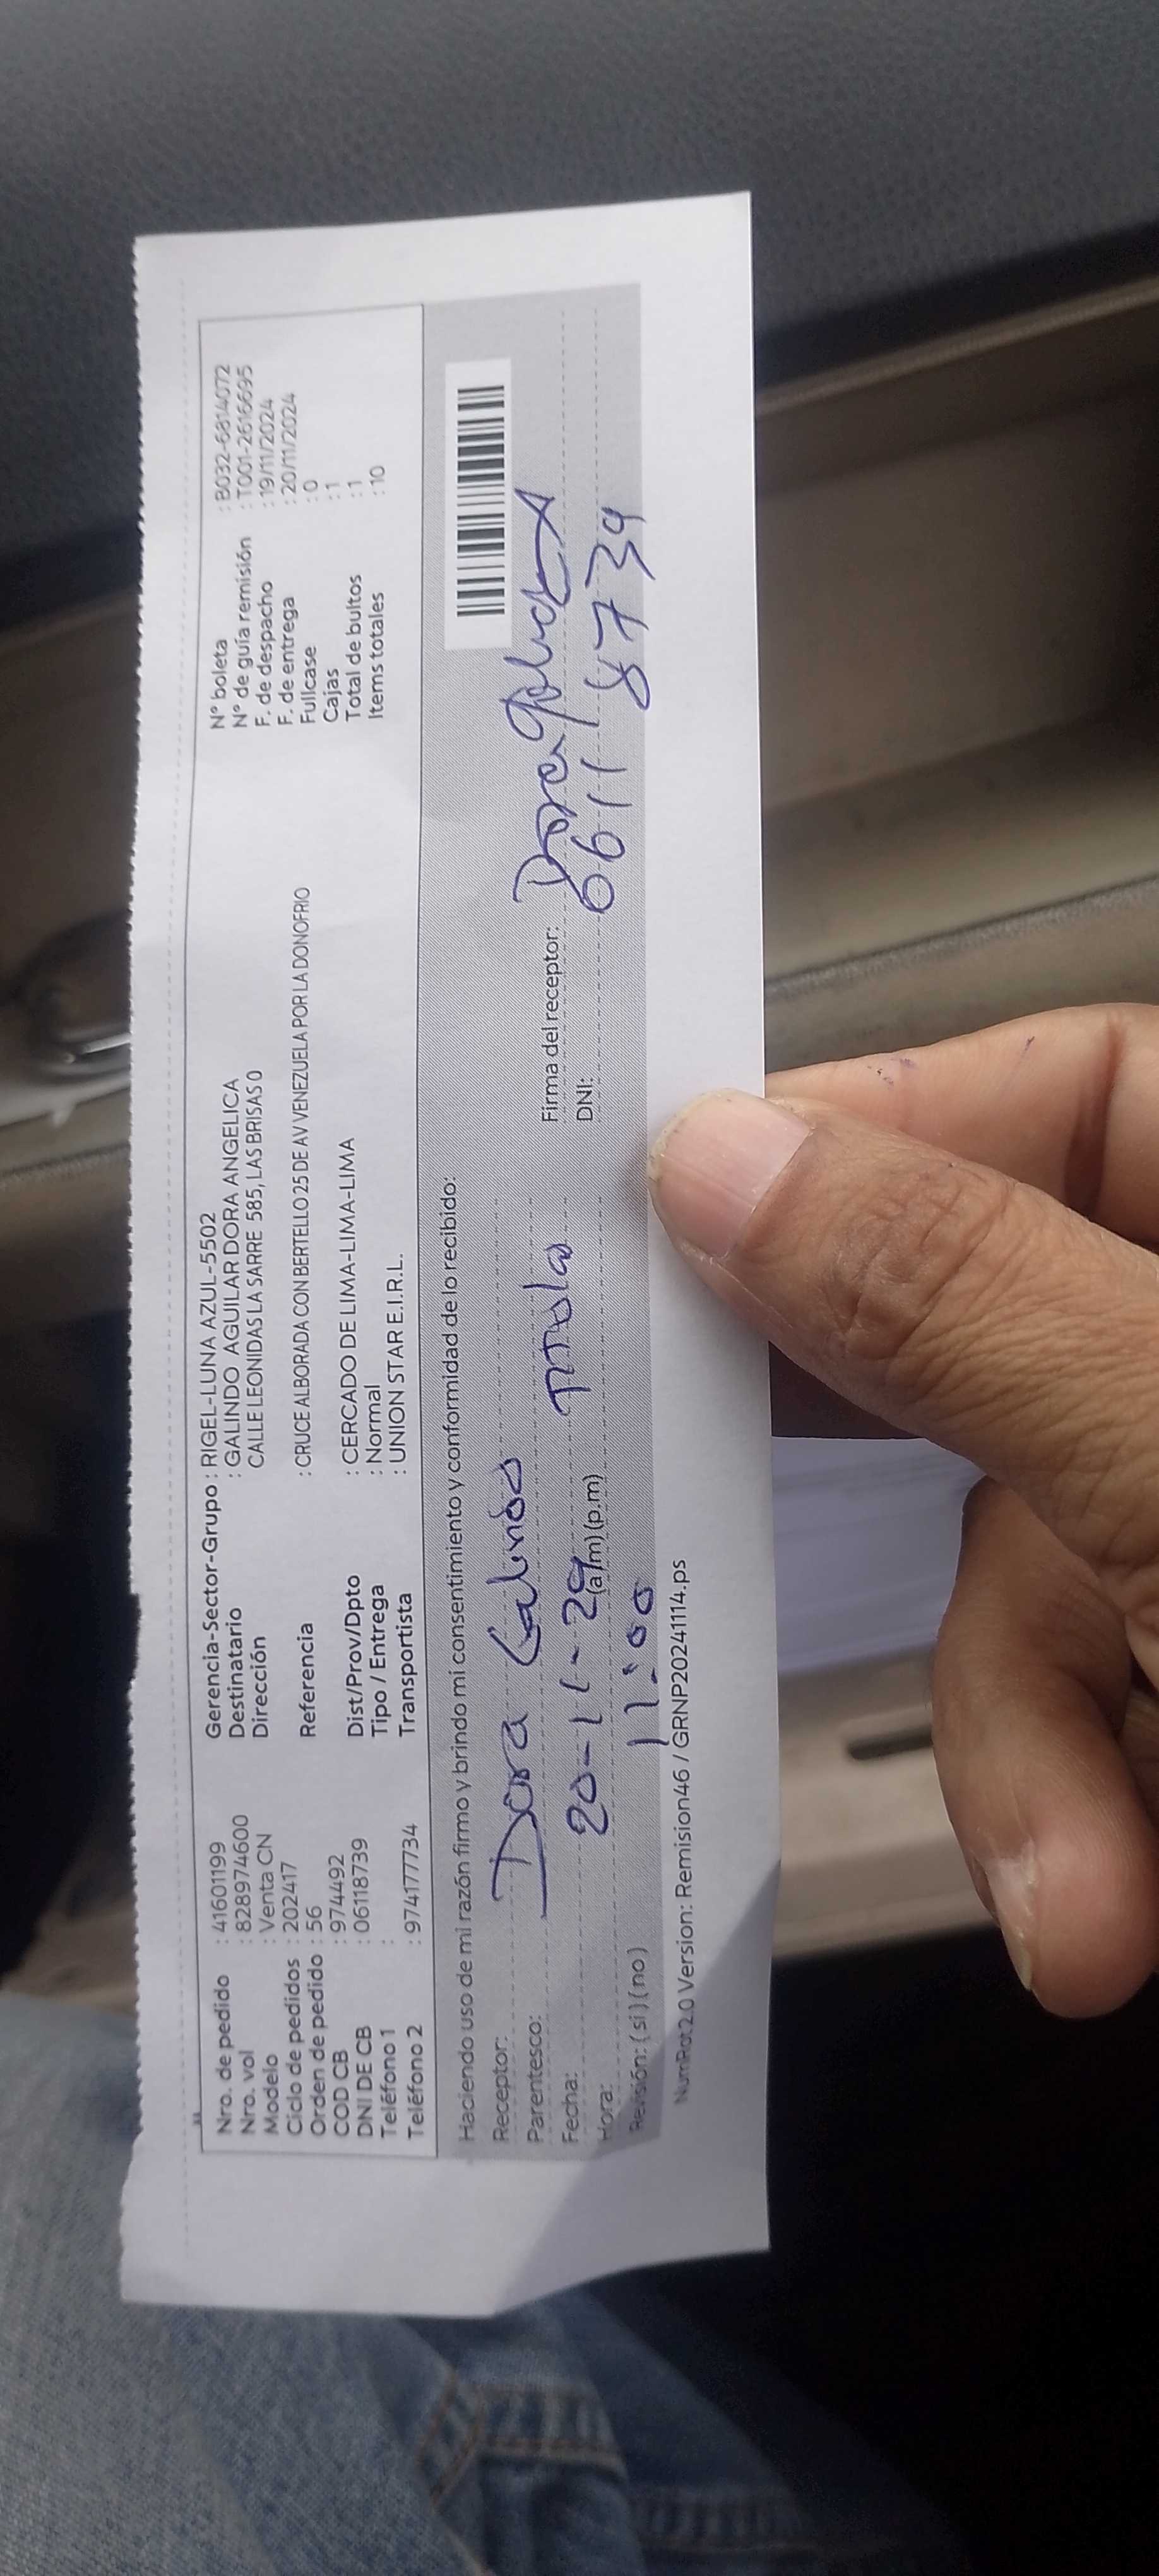 Nro. de pedido : 41601199
Nro. vol : 828974600
Modelo : Venta CN
Ciclo de pedidos : 202417
Orden de pedido : 56
COD CB : 974492
DNI DE CB : 06118739
Teléfono 1 :
Teléfono 2 : 974177734
Gerencia-Sector-Grupo : RIGEL-LUNA AZUL-5502
Destinatario : GALINDO AGUILAR DORA ANGELICA
Dirección CALLE LEONIDAS LA SARRE 585, LAS BRISAS 0
Referencia : CRUCE ALBORADA CON BERTELLO 25 DE AV VENEZUELA POR LA DONOFRIO
Dist/Prov/Dpto : CERCADO DE LIMA-LIMA-LIMA
Tipo / Entrega : Normal
Transportista : UNION STAR E.I.R.L.
N° boleta : B032-6814072
N° de guía remisión : T001-2616695
F. de despacho : 19/11/2024
F. de entrega : 20/11/2024
Fullcase : 0
Cajas : 1
Total de bultos : 1
Items totales : 10
Haciendo uso de mi razón firmo y brindo mi consentimiento y conformidad de lo recibido:
Receptor: Dora Galindo
Parentesco:
Fecha: 20-11-29
Hora: 11:00 (a/m) (p.m)
Revisión: (si) (no)
Firma del receptor: Dora
DNI: 0611 8739
NumRot 2.0 Version: Remision46 / GRNP20241114.ps